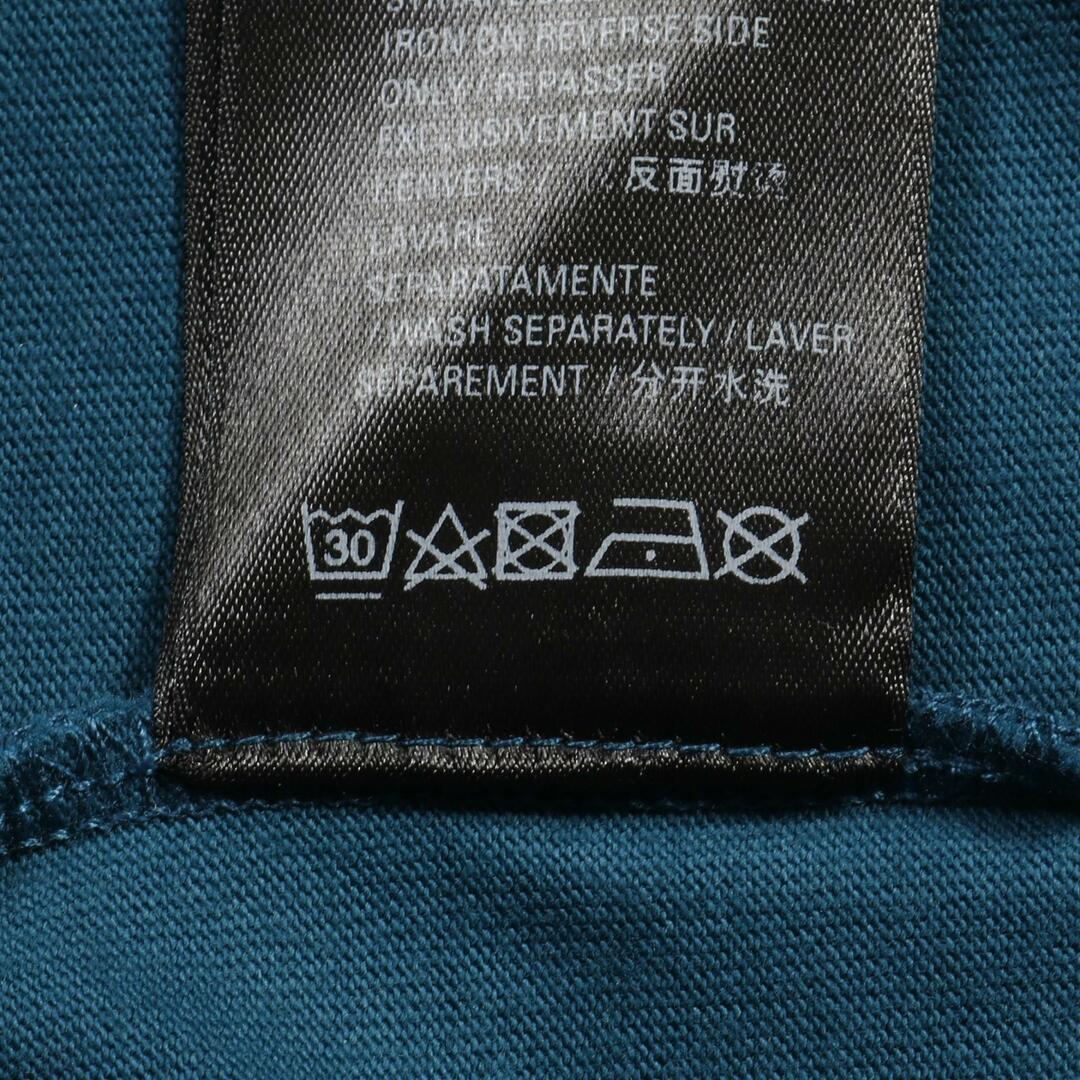 IRON ON REVERSE SIDE
ONLY / REPASSER
EXCLUSIVEMENT SUR
L'ENVERS / 反面熨烫
LAVARE
SEPARATAMENTE
/ WASH SEPARATELY / LAVER
SEPAREMENT / 分开水洗
30